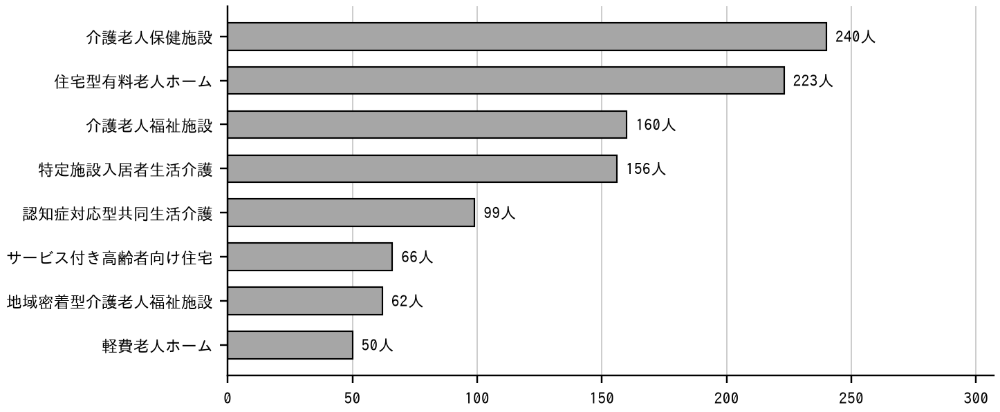 介護老人保健施設 240人
住宅型有料老人ホーム 223人
介護老人福祉施設 160人
特定施設入居者生活介護 156人
認知症対応型共同生活介護 99人
サービス付き高齢者向け住宅 66人
地域密着型介護老人福祉施設 62人
軽費老人ホーム 50人
0 50 100 150 200 250 300